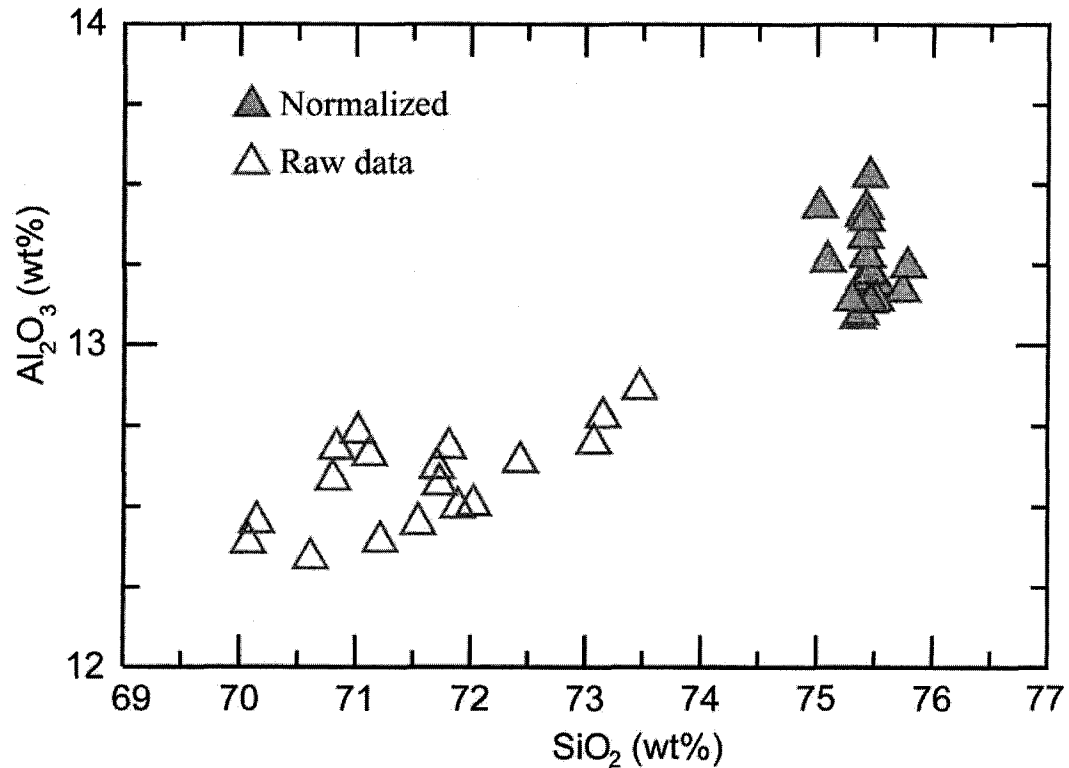 14
Normalized
Raw data
Al₂O₃ (wt%)
13
12
69 70 71 72 73 74 75 76 77
SiO₂ (wt%)